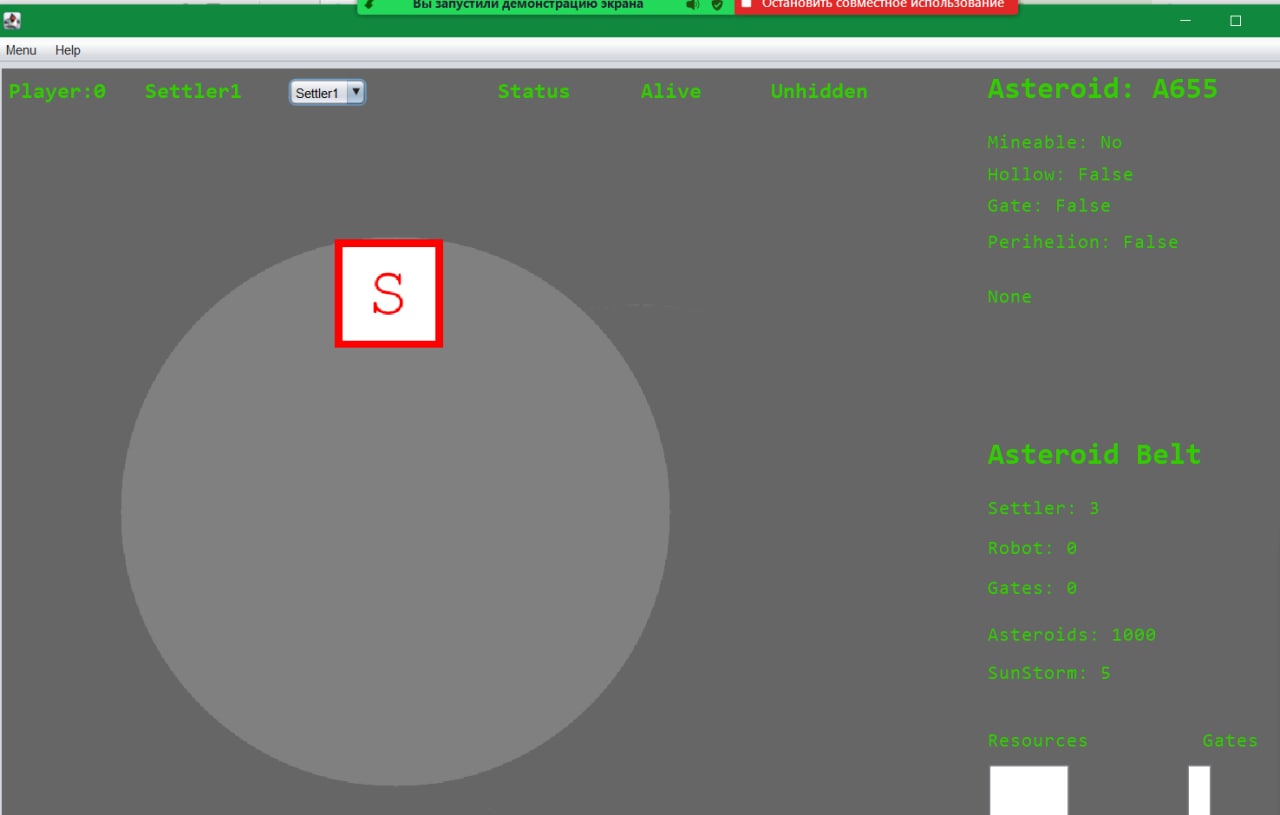 Вы запустили демонстрацию экрана
Остановить совместное использование
Menu Help
Player:0 Settler1 Settler1 Status Alive Unhidden
Asteroid: A655
Mineable: No
Hollow: False
Gate: False
Perihelion: False
None
S
Asteroid Belt
Settler: 3
Robot: 0
Gates: 0
Asteroids: 1000
SunStorm: 5
Resources Gates